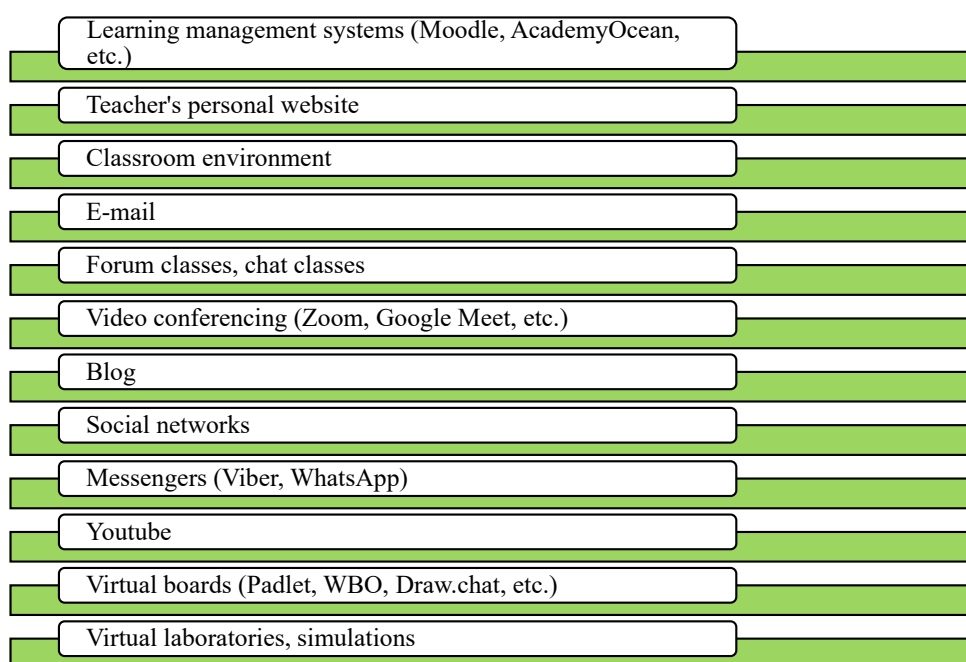 Learning management systems (Moodle, AcademyOcean,
etc.)
Teacher's personal website
Classroom environment
E-mail
Forum classes, chat classes
Video conferencing (Zoom, Google Meet, etc.)
Blog
Social networks
Messengers (Viber, WhatsApp)
Youtube
Virtual boards (Padlet, WBO, Draw.chat, etc.)
Virtual laboratories, simulations